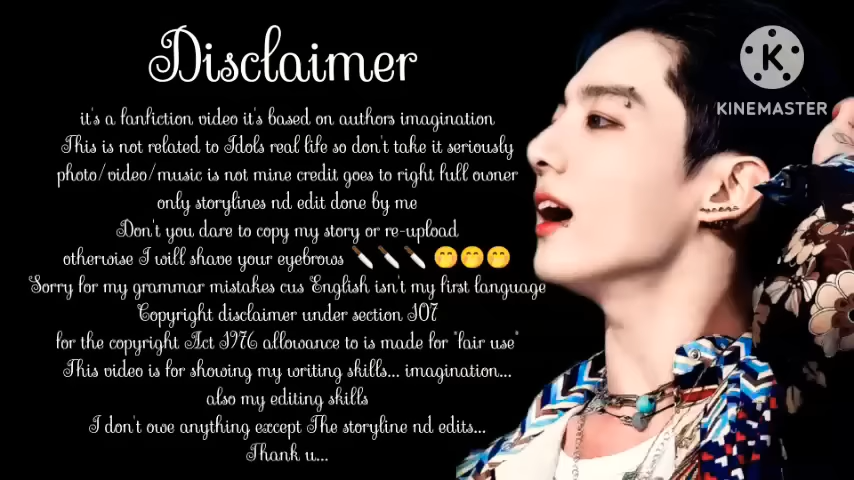 Disclaimer
it's a fanfiction video it's based on authors imagination
This is not related to Idols real life so don't take it seriously
photo/video/music is not mine credit goes to right full owner
only storylines nd edit done by me
Don't you dare to copy my story or re-upload
otherwise I will shave your eyebrows 🔪🔪🔪 🤭🤭🤭
Sorry for my grammar mistakes cus English isn't my first language
Copyright disclaimer under section 107
for the copyright Act 1976 allowance to is made for "fair use"
This video is for showing my writing skills... imagination...
also my editing skills
I don't owe anything except The storyline nd edits...
Thank u...
K
KINEMASTER